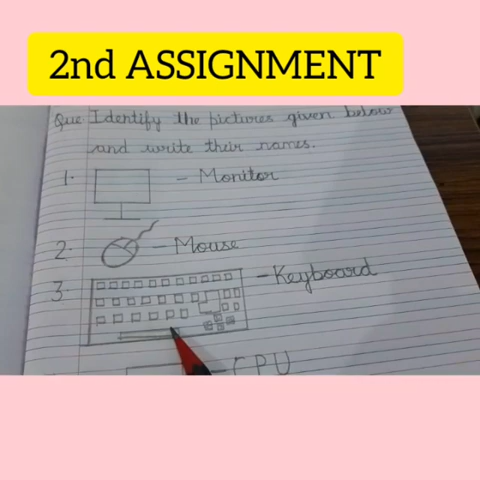 2nd ASSIGNMENT
Que Identify the pictures given below
and write their names.
1. - Monitor
2. - Mouse
3. - Keyboard
- CPU